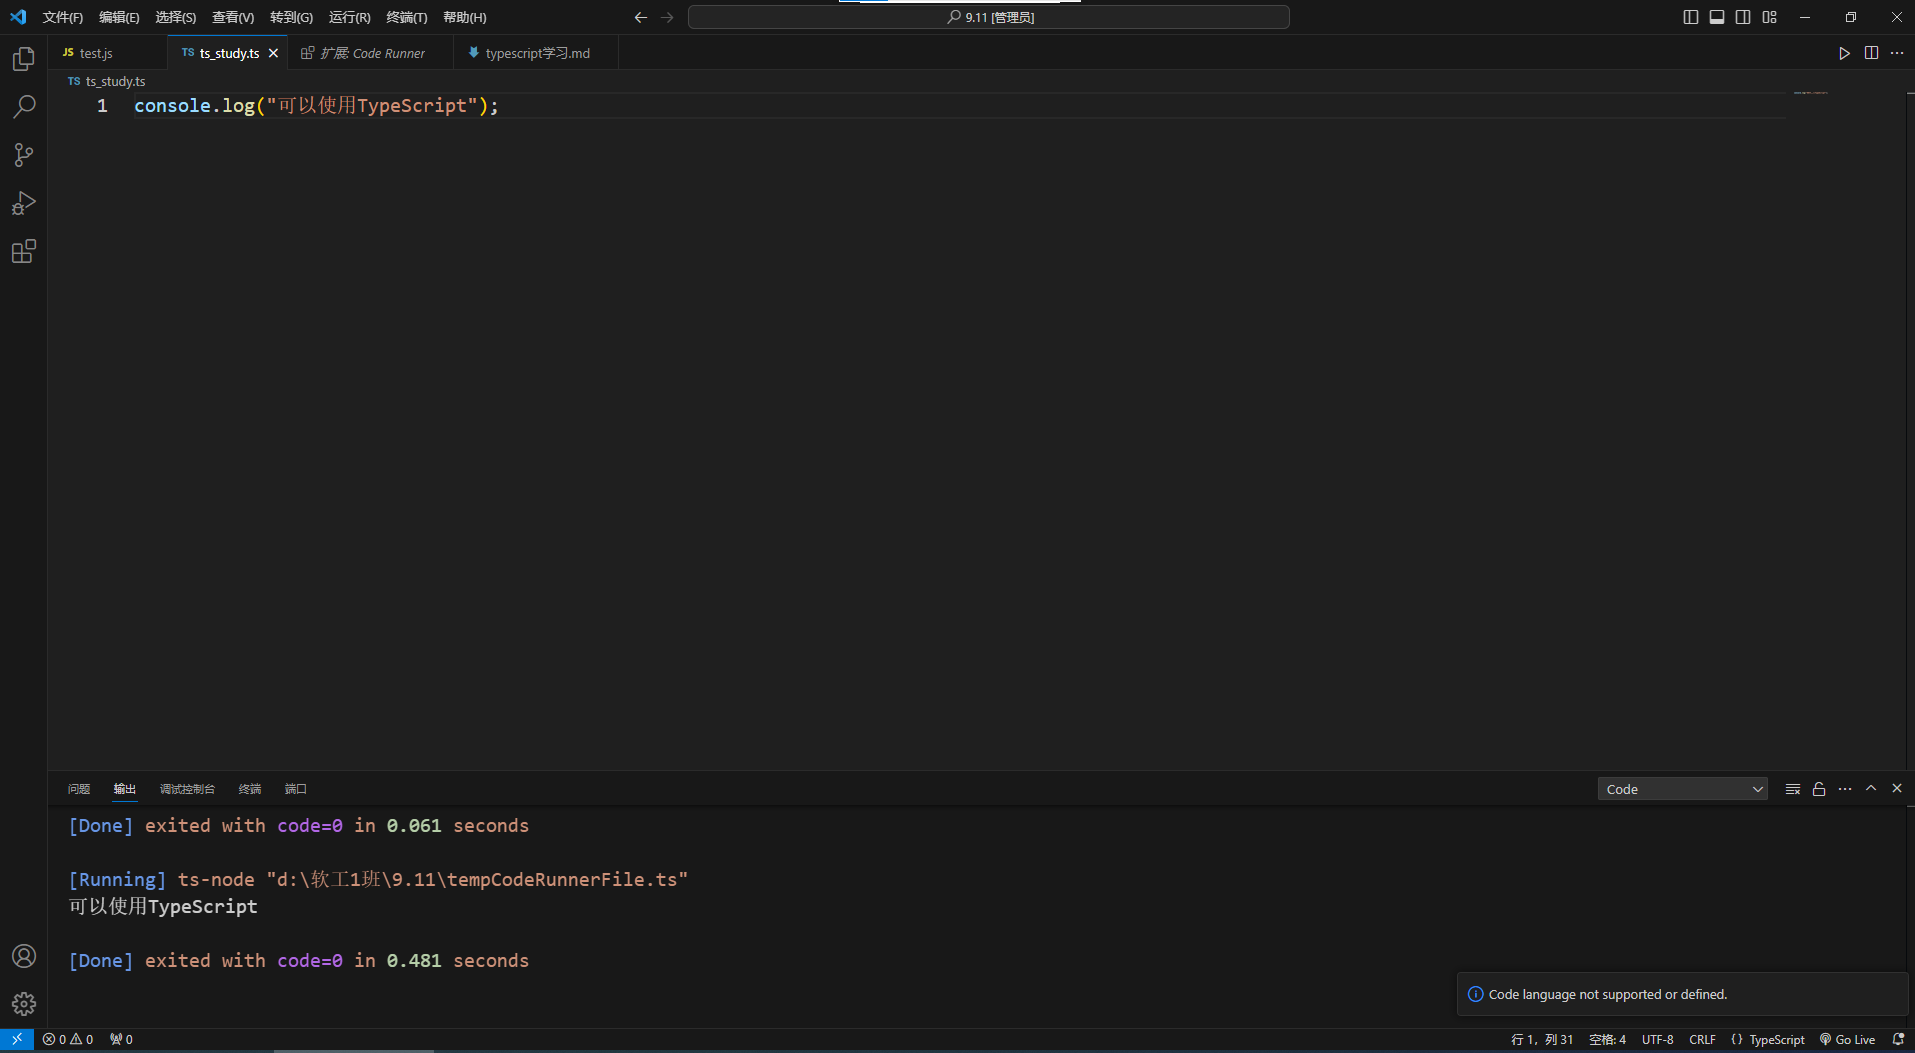 文件(F) 编辑(E) 选择(S) 查看(V) 转到(G) 运行(R) 终端(T) 帮助(H) 9.11 [管理员]
JS test.js TS ts_study.ts 扩展: Code Runner typescript学习.md
TS ts_study.ts
1 console.log("可以使用TypeScript");
问题 输出 调试控制台 终端 端口 Code
[Done] exited with code=0 in 0.061 seconds
[Running] ts-node "d:\软工1班\9.11\tempCodeRunnerFile.ts"
可以使用TypeScript
[Done] exited with code=0 in 0.481 seconds
Code language not supported or defined.
0 0 0 行 1，列 31 空格: 4 UTF-8 CRLF {} TypeScript Go Live